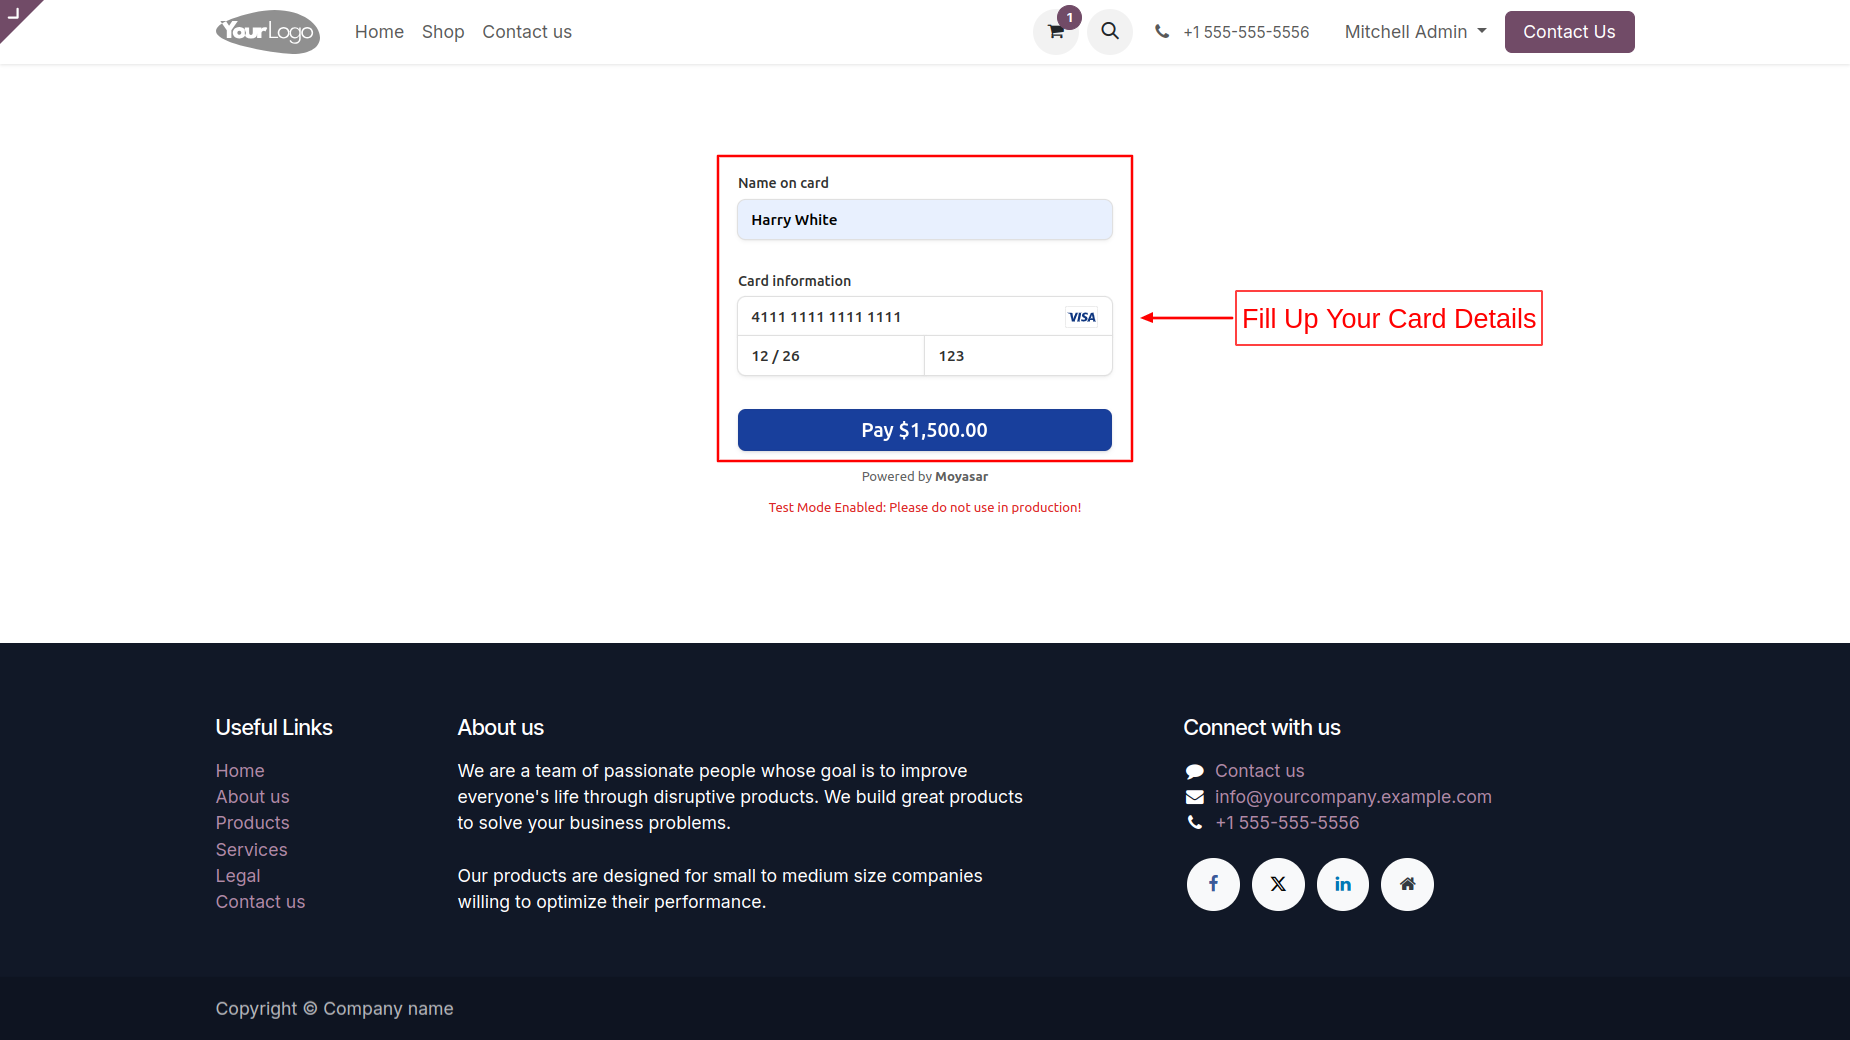 YourLogo
Home Shop Contact us
1
+1 555-555-5556
Mitchell Admin
Contact Us
Name on card
Harry White
Card information
4111 1111 1111 1111 VISA
12 / 26 123
Pay $1,500.00
Powered by Moyasar
Test Mode Enabled: Please do not use in production!
Fill Up Your Card Details
Useful Links
Home
About us
Products
Services
Legal
Contact us
About us
We are a team of passionate people whose goal is to improve
everyone's life through disruptive products. We build great products
to solve your business problems.
Our products are designed for small to medium size companies
willing to optimize their performance.
Connect with us
Contact us
info@yourcompany.example.com
+1 555-555-5556
Copyright © Company name